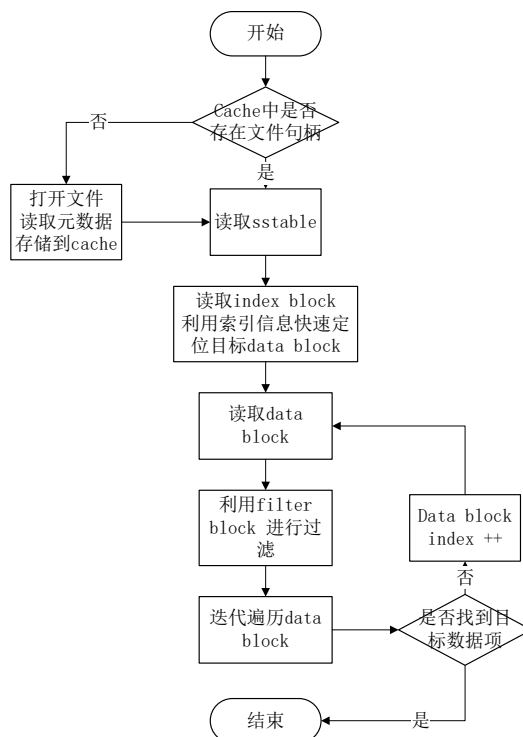 开始
Cache中是否
存在文件句柄
否
是
打开文件
读取元数据
存储到cache
读取sstable
读取index block
利用索引信息快速定
位目标data block
读取data
block
利用filter
block 进行过
滤
Data block
index ++
否
迭代遍历data
block
是否找到目
标数据项
是
结束